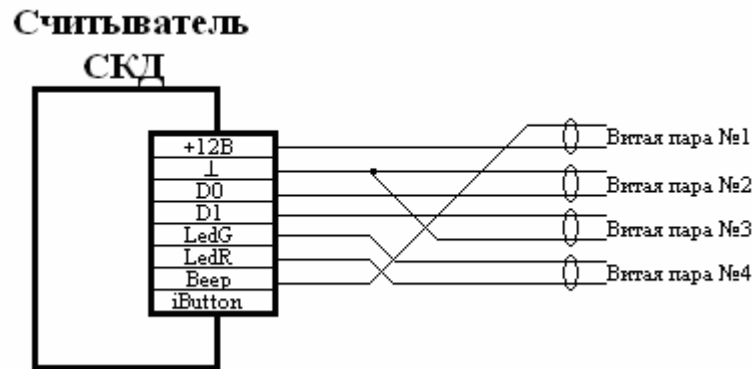 Считыватель
СКД
+12В
⊥
D0
D1
LedG
LedR
Beep
iButton
Витая пара №1
Витая пара №2
Витая пара №3
Витая пара №4